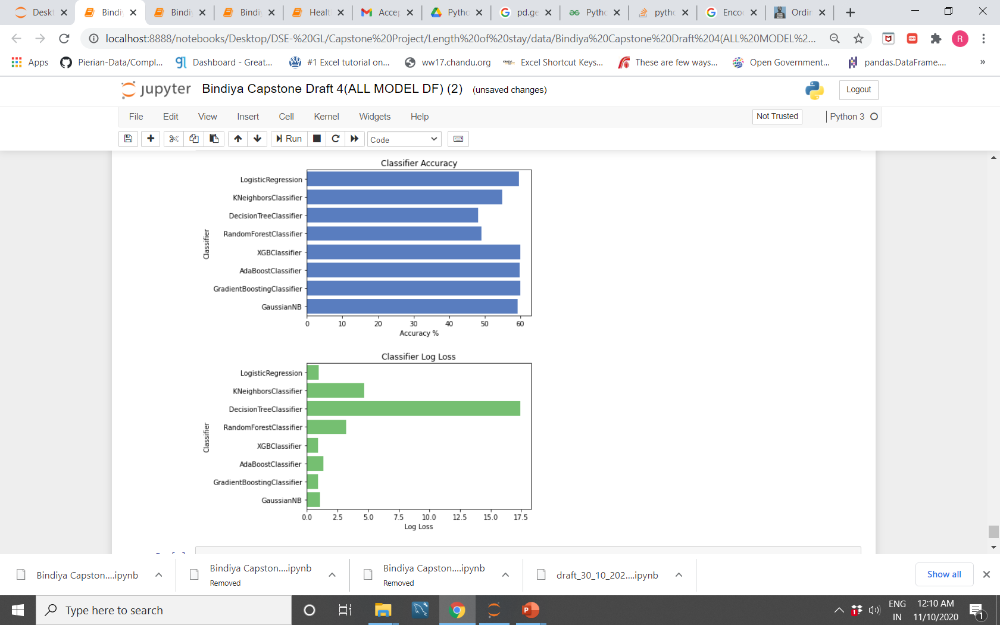 Deskt
Bindiy
Bindiy
Bindiy
Healt
Accep
Pytho
pd.ge
Pytho
pytho
Enco
Ordin
localhost:8888/notebooks/Desktop/DSE-%20GL/Capstone%20Project/Length%20of%20stay/data/Bindiya%20Capstone%20Draft%204(ALL%20MODEL%2...
R
Apps
Pierian-Data/Compl...
Dashboard - Great...
#1 Excel tutorial on...
ww17.chandu.org
Excel Shortcut Keys...
These are few ways...
Open Government...
pandas.DataFrame....
»
jupyter
Bindiya Capstone Draft 4(ALL MODEL DF) (2) (unsaved changes)
Logout
File Edit View Insert Cell Kernel Widgets Help
Not Trusted
Python 3
Run
Code
Classifier Accuracy
LogisticRegression
KNeighborsClassifier
DecisionTreeClassifier
RandomForestClassifier
XGBClassifier
AdaBoostClassifier
GradientBoostingClassifier
GaussianNB
Classifier
0 10 20 30 40 50 60
Accuracy %
Classifier Log Loss
LogisticRegression
KNeighborsClassifier
DecisionTreeClassifier
RandomForestClassifier
XGBClassifier
AdaBoostClassifier
GradientBoostingClassifier
GaussianNB
Classifier
0.0 2.5 5.0 7.5 10.0 12.5 15.0 17.5
Log Loss
Bindiya Capston....ipynb
Bindiya Capston....ipynb
Removed
Bindiya Capston....ipynb
Removed
draft_30_10_202....ipynb
Show all
Type here to search
1
ENG
IN
12:10 AM
11/10/2020
1